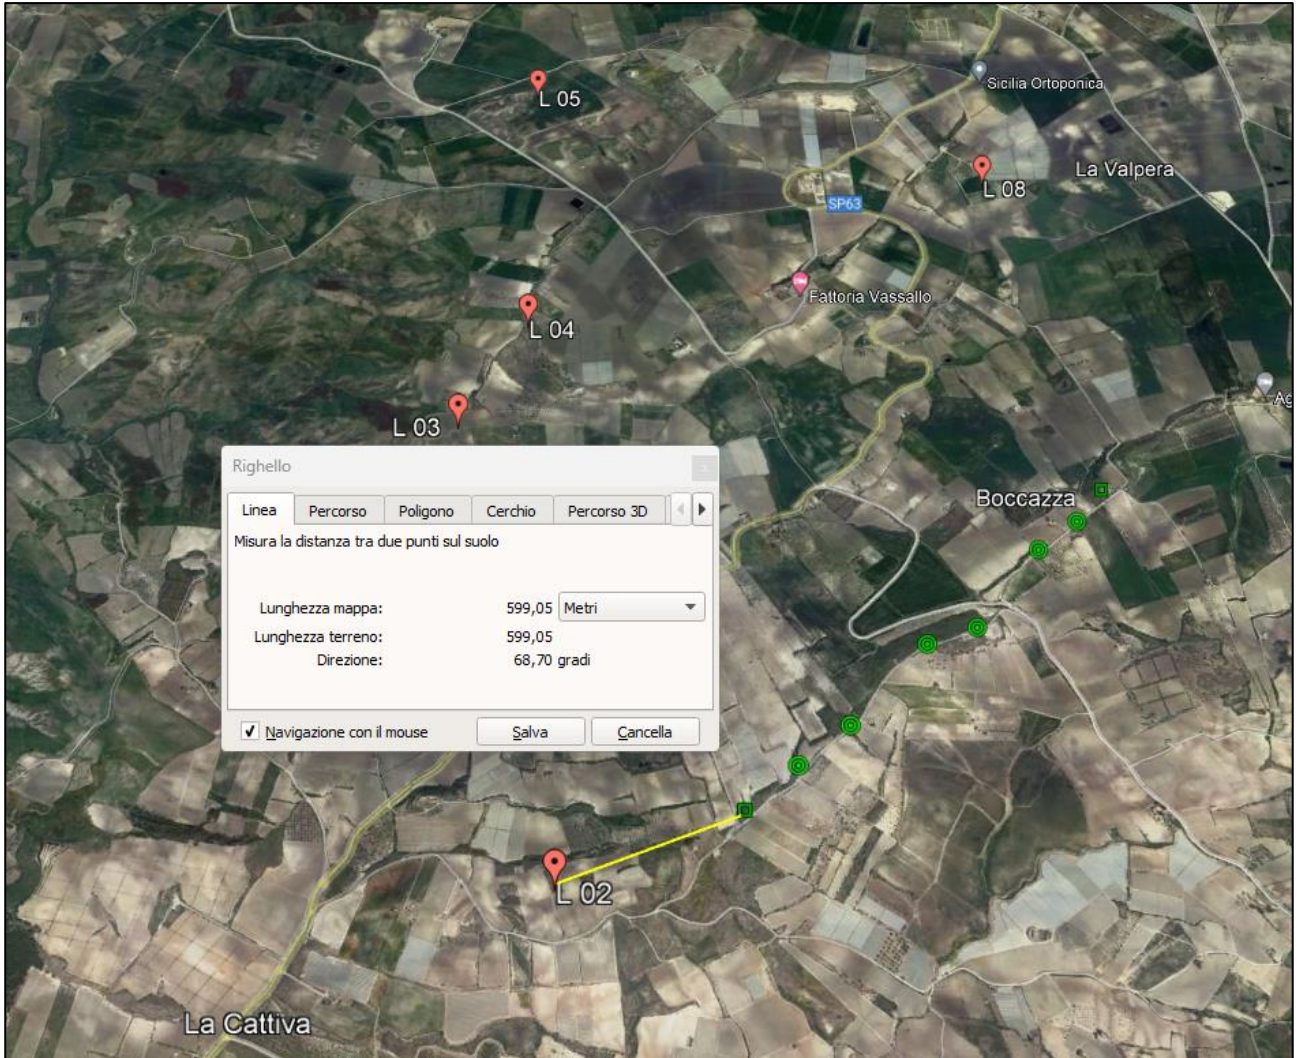 L 05
Sicilia Ortoponica
La Valpera
L 08
SP63
Fattoria Vassallo
L 04
Ag
L 03
Righello
Linea Percorso Poligono Cerchio Percorso 3D
Misura la distanza tra due punti sul suolo
Lunghezza mappa: 599,05 Metri
Lunghezza terreno: 599,05
Direzione: 68,70 gradi
Navigazione con il mouse Salva Cancella
Boccazza
L 02
La Cattiva